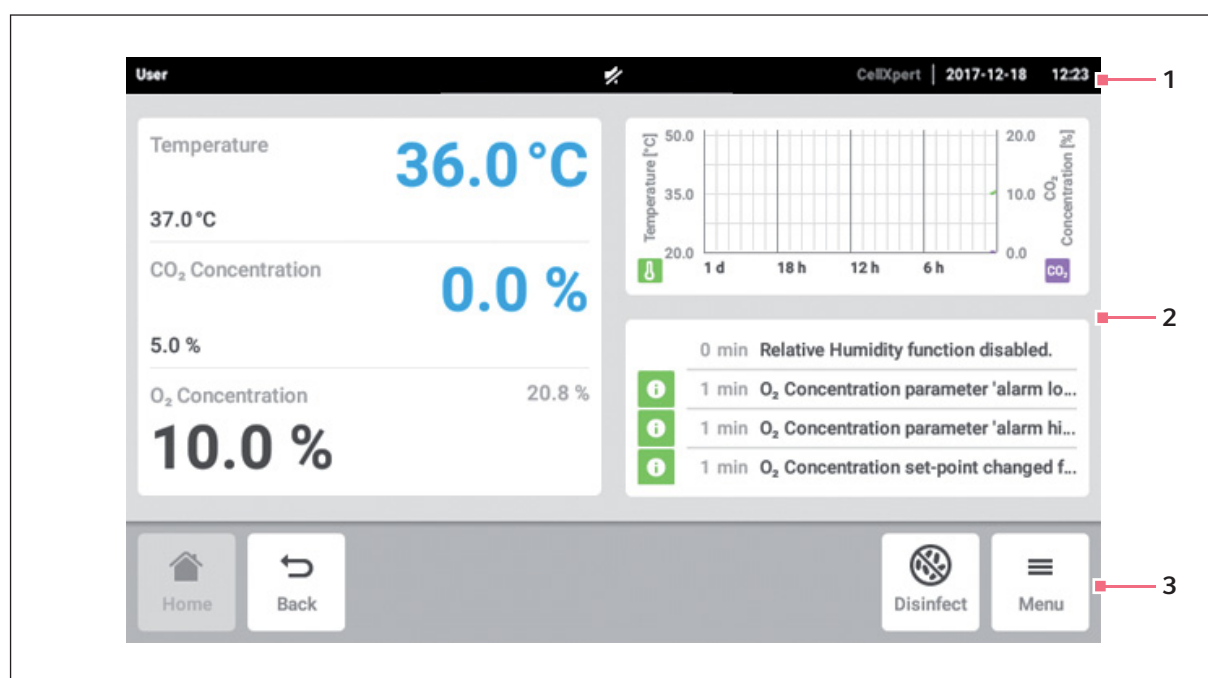 User CellXpert | 2017-12-18 12:23 1
Temperature
36.0°C
37.0°C
CO₂ Concentration
0.0 %
5.0 %
O₂ Concentration 20.8 %
10.0 %
Temperature [°C]
50.0
35.0
20.0
1 d 18 h 12 h 6 h
20.0
10.0
0.0
CO₂
Concentration [%]
CO₂
2
0 min Relative Humidity function disabled.
1 min O₂ Concentration parameter 'alarm lo...
1 min O₂ Concentration parameter 'alarm hi...
1 min O₂ Concentration set-point changed f...
Home
Back
Disinfect
Menu
3